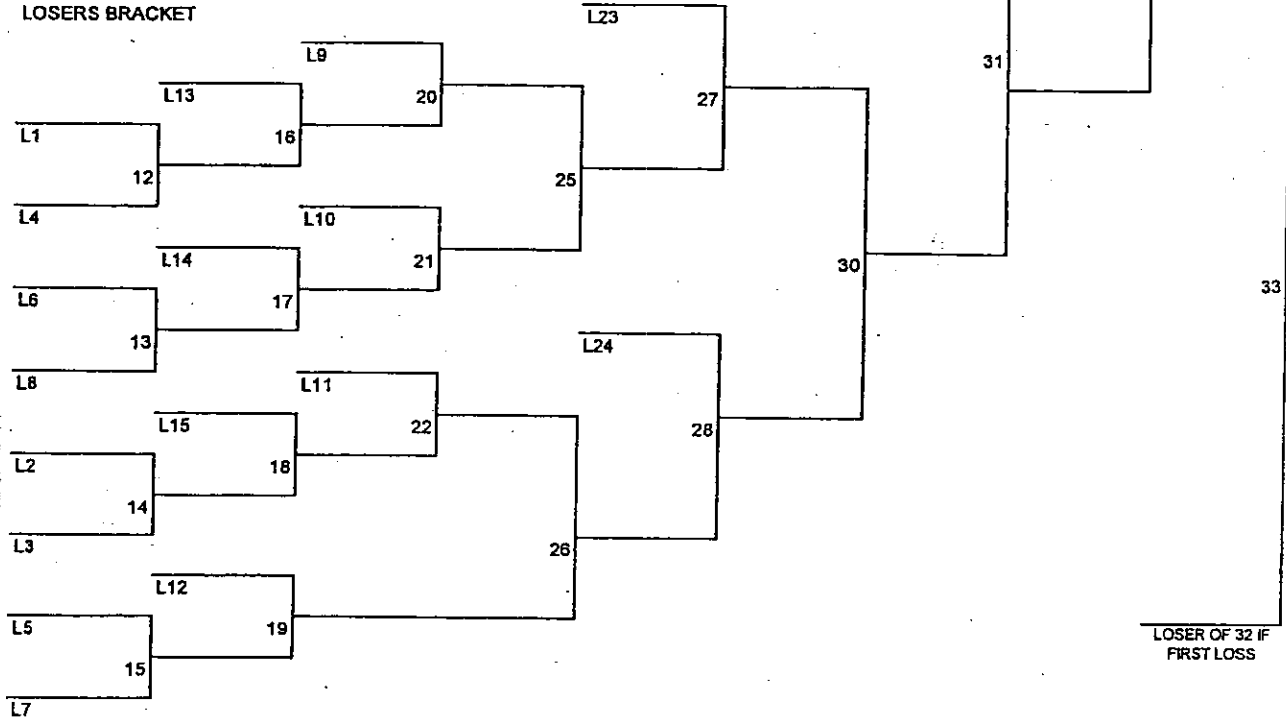 LOSERS BRACKET
L23
L9
31
L13
20
27
L1
16
12
25
L4
L10
L14
21
L6
17
30
33
13
L24
L8
L11
L15
22
28
L2
18
14
L3
26
L12
L5
19
LOSER OF 32 IF
FIRST LOSS
15
L7